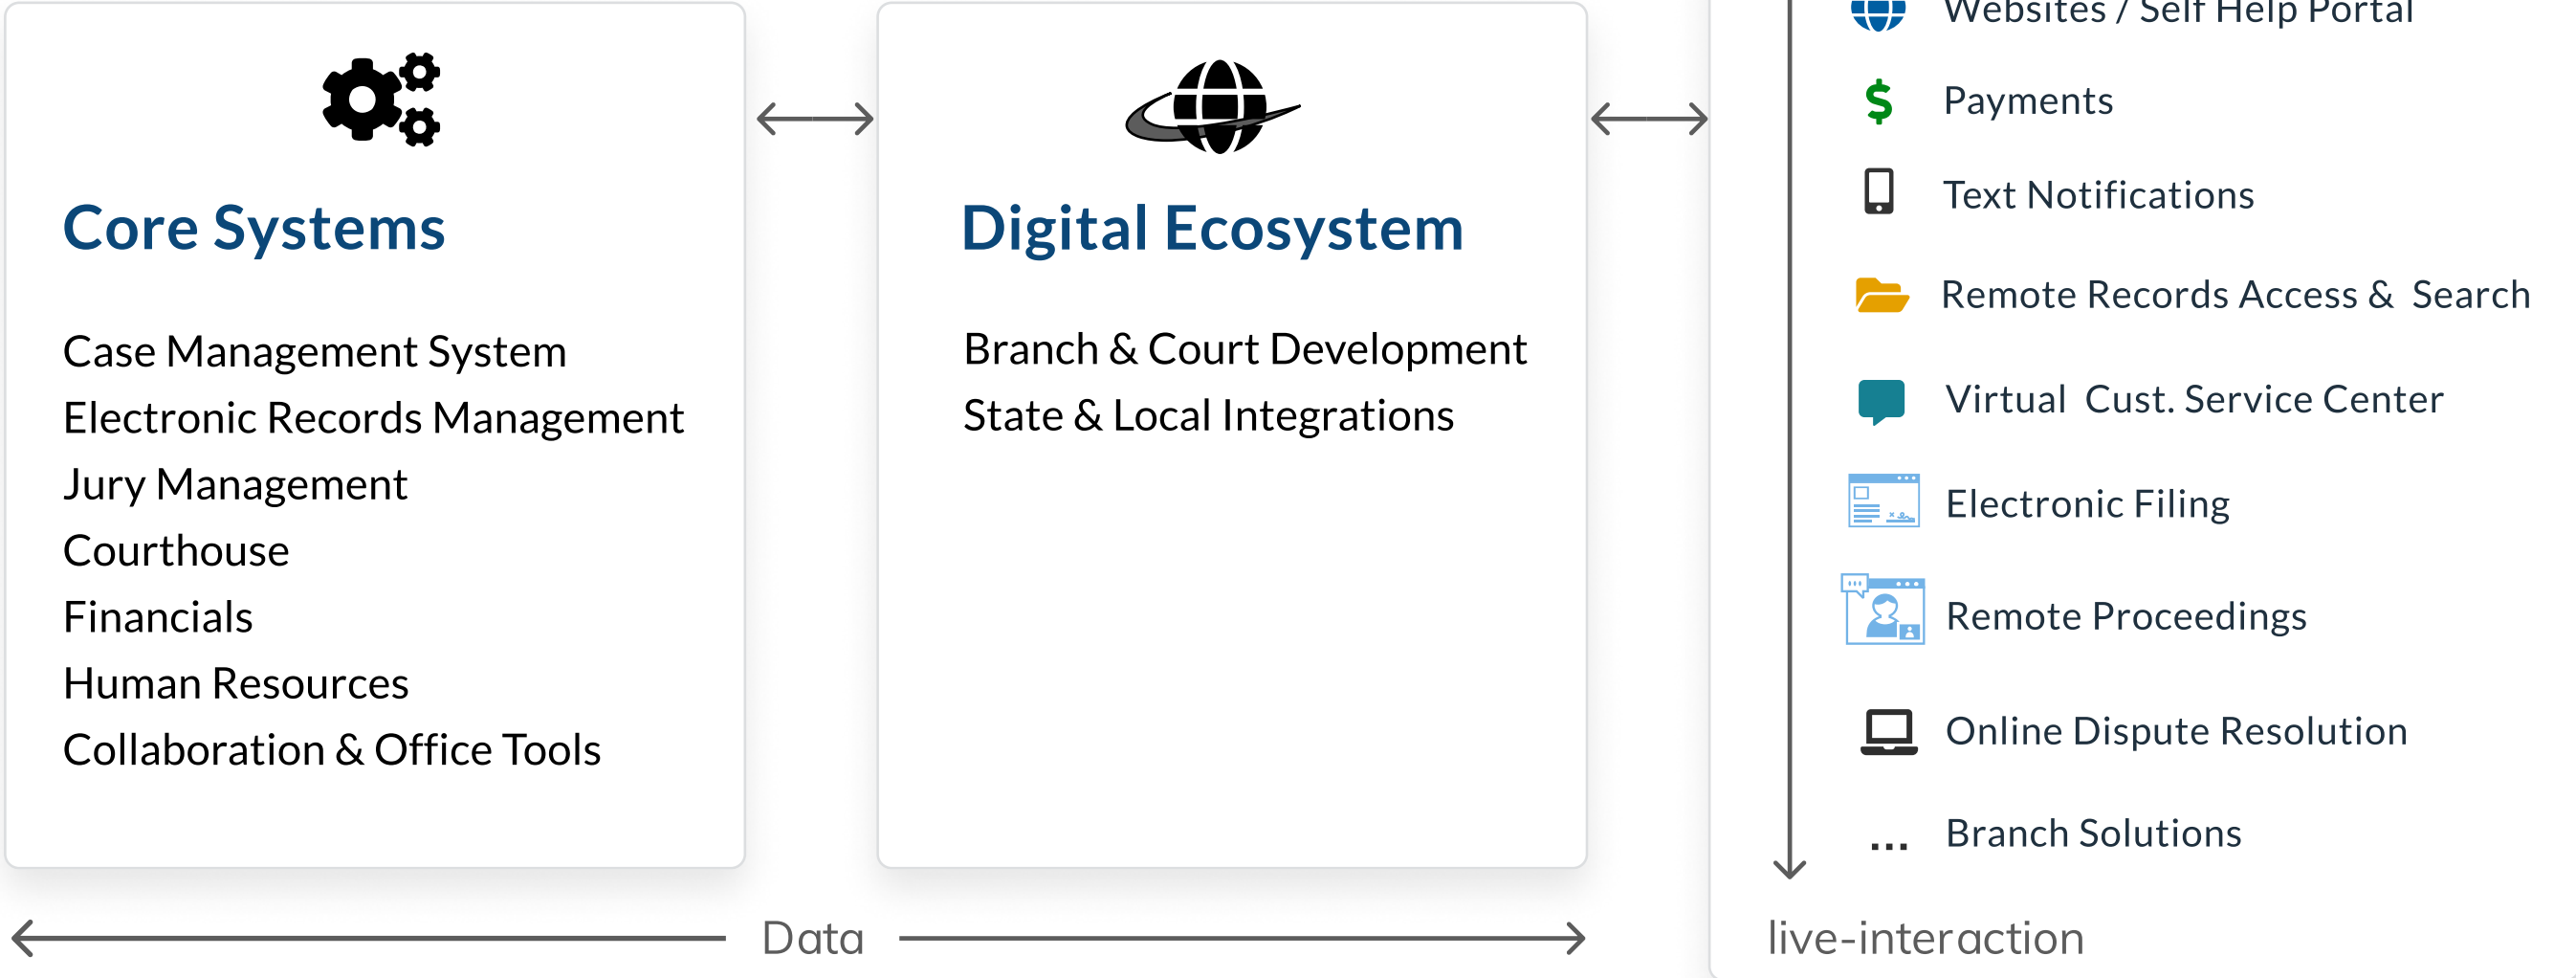 Core Systems
Case Management System
Electronic Records Management
Jury Management
Courthouse
Financials
Human Resources
Collaboration & Office Tools
Digital Ecosystem
Branch & Court Development
State & Local Integrations
Data
Websites / Self Help Portal
Payments
Text Notifications
Remote Records Access & Search
Virtual Cust. Service Center
Electronic Filing
Remote Proceedings
Online Dispute Resolution
... Branch Solutions
live-interaction